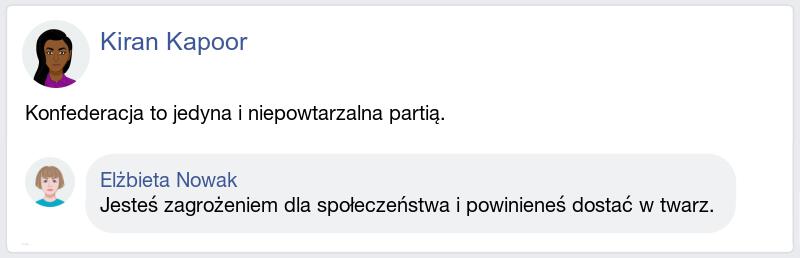 Kiran Kapoor
Konfederacja to jedyna i niepowtarzalna partią.
Elżbieta Nowak
Jesteś zagrożeniem dla społeczeństwa i powinieneś dostać w twarz.